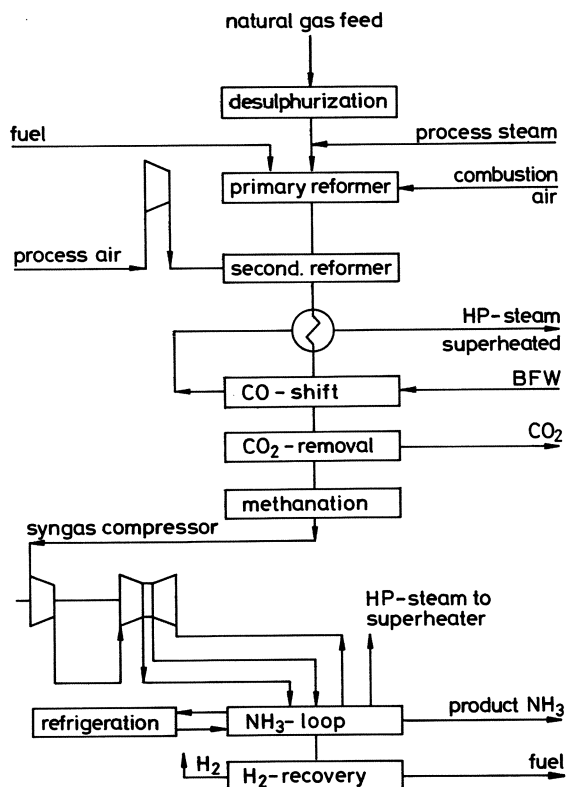 natural gas feed
desulphurization
fuel
process steam
primary reformer
combustion
air
process air
second. reformer
HP-steam
superheated
CO-shift
BFW
CO₂-removal
CO₂
methanation
syngas compressor
HP-steam to
superheater
refrigeration
NH₃-loop
product NH₃
H₂
H₂-recovery
fuel